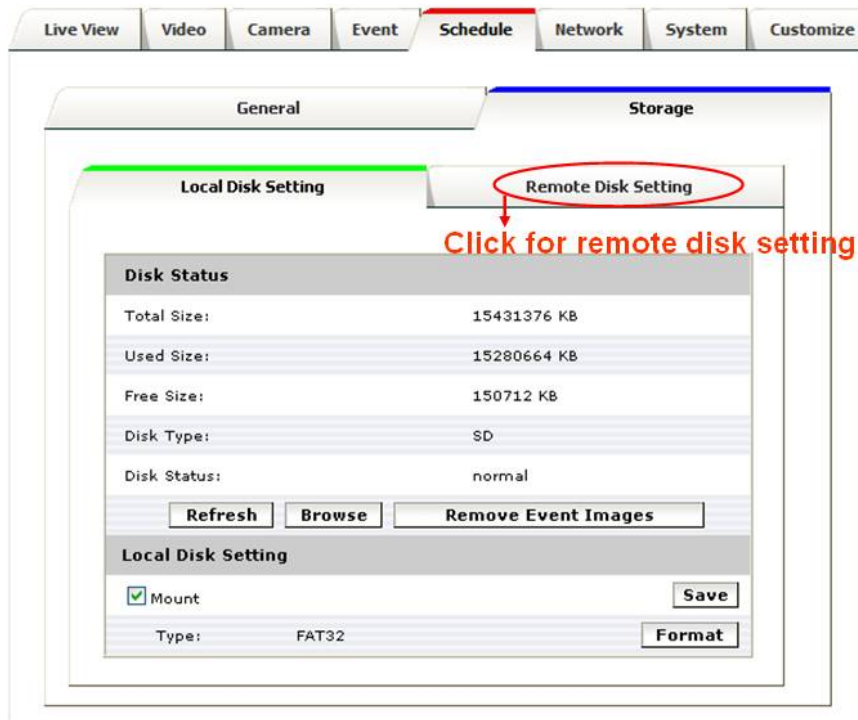 Live View Video Camera Event Schedule Network System Customize
General Storage
Local Disk Setting Remote Disk Setting
Click for remote disk setting
Disk Status
Total Size: 15431376 KB
Used Size: 15280664 KB
Free Size: 150712 KB
Disk Type: SD
Disk Status: normal
Refresh Browse Remove Event Images
Local Disk Setting
Mount Save
Type: FAT32 Format